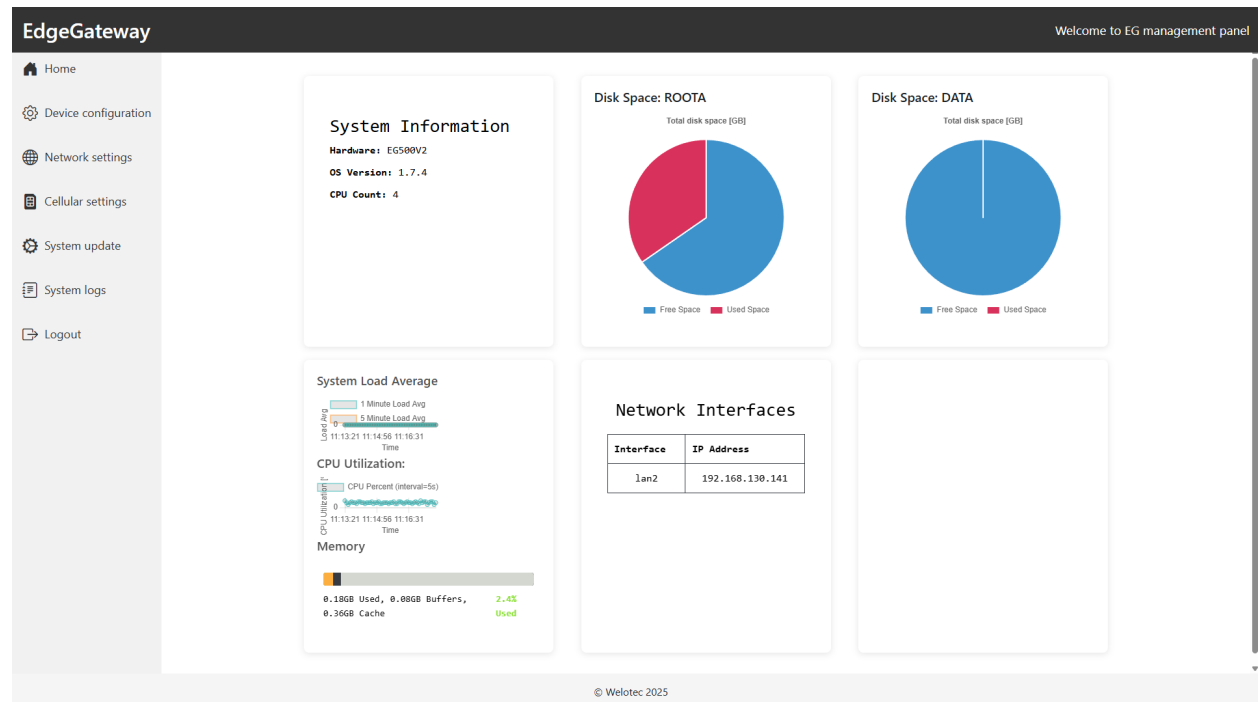 EdgeGateway
Welcome to EG management panel
Home
Device configuration
Network settings
Cellular settings
System update
System logs
Logout
System Information
Hardware: EG500V2
OS Version: 1.7.4
CPU Count: 4
Disk Space: ROOTA
Total disk space [GB]
Free Space Used Space
Disk Space: DATA
Total disk space [GB]
Free Space Used Space
System Load Average
1 Minute Load Avg
5 Minute Load Avg
Load Avg
0
11:13:21 11:14:56 11:16:31
Time
CPU Utilization:
CPU Percent (interval=5s)
CPU Utilization
0
11:13:21 11:14:56 11:16:31
Time
Memory
0.18GB Used, 0.08GB Buffers,
0.36GB Cache
2.4%
Used
Network Interfaces
Interface IP Address
lan2 192.168.130.141
© Welotec 2025